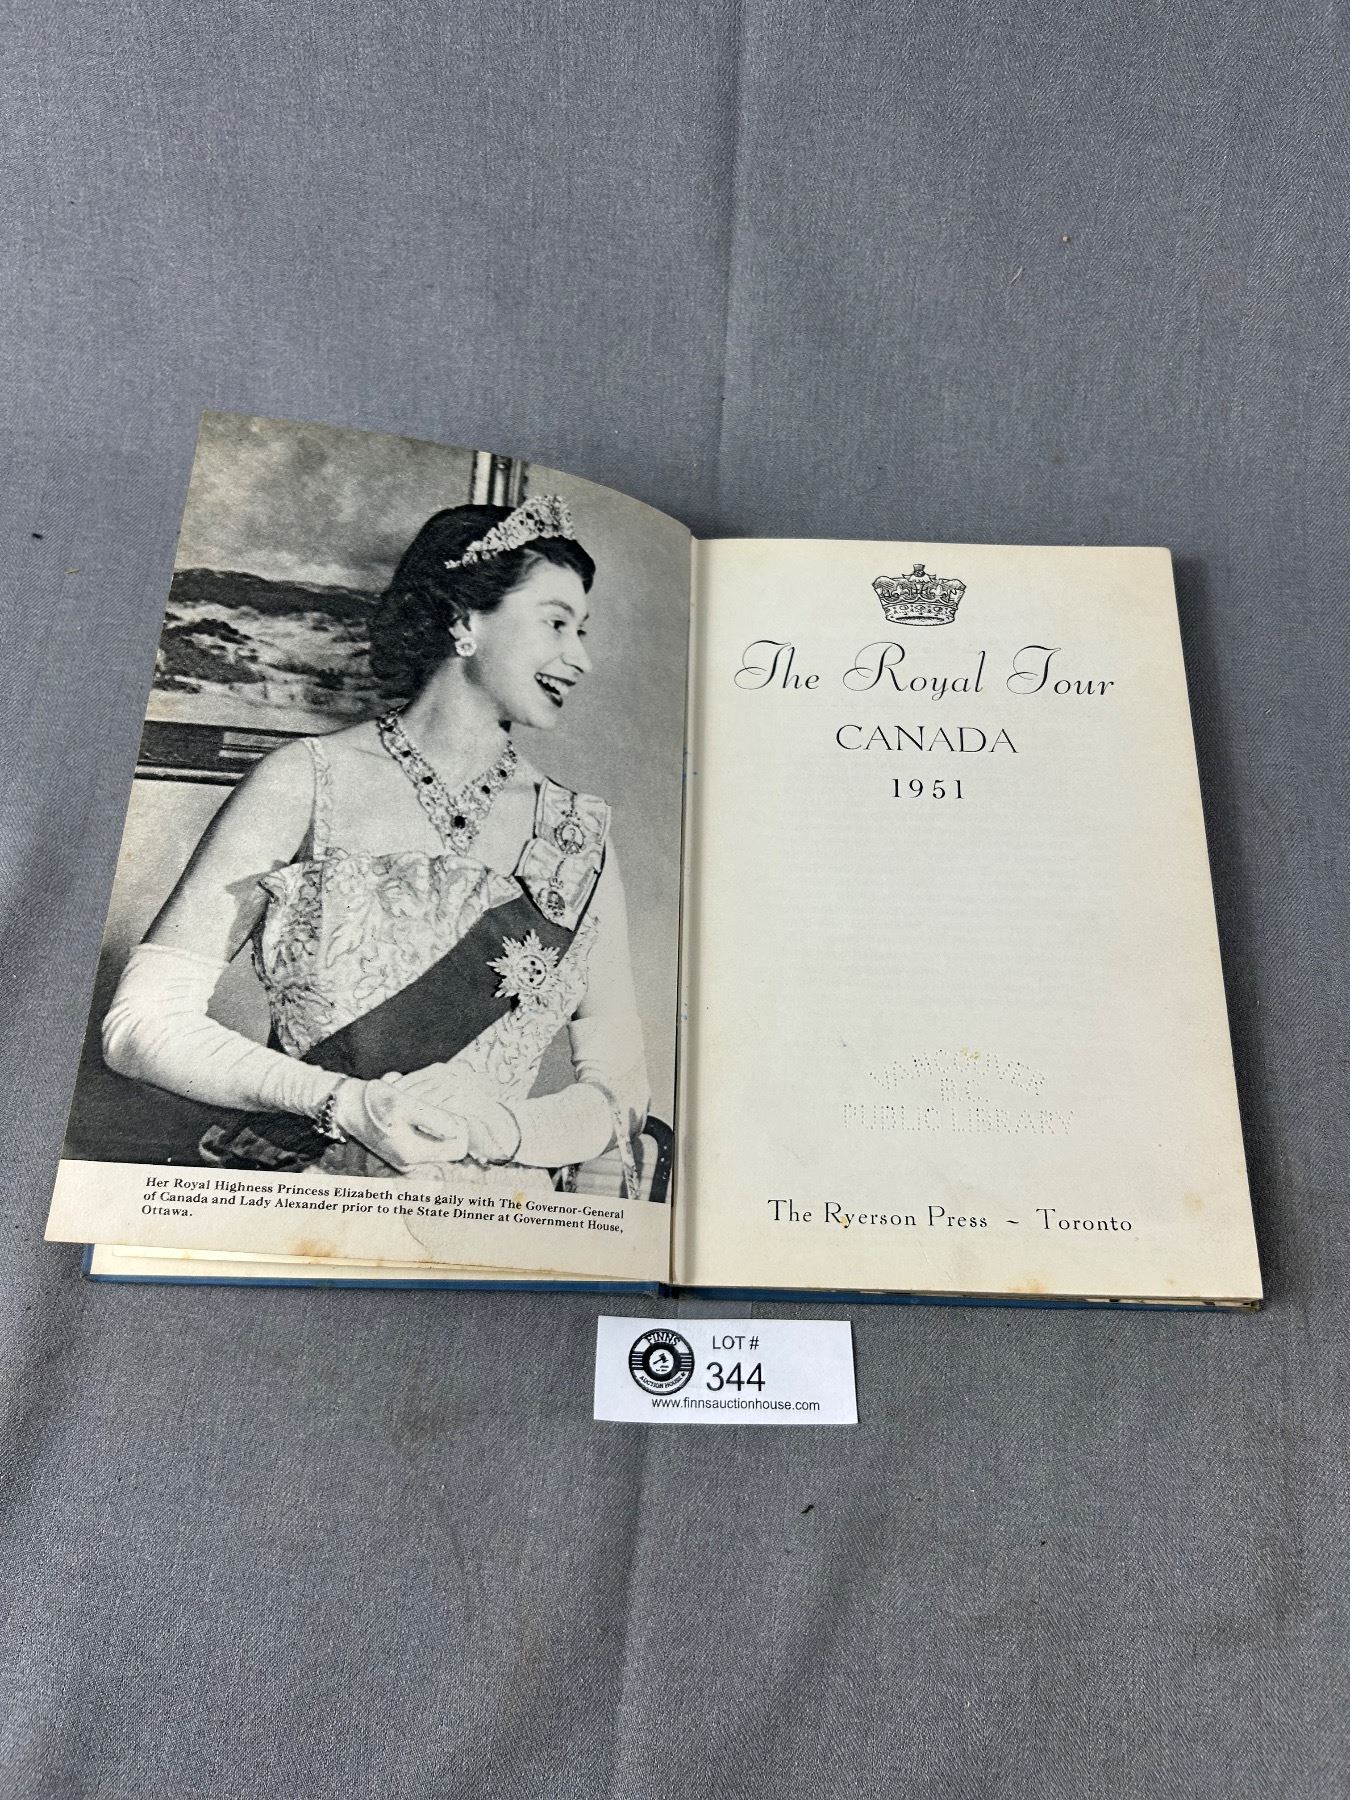 Her Royal Highness Princess Elizabeth chats gaily with The Governor-General
of Canada and Lady Alexander prior to the State Dinner at Government House,
Ottawa.
The Royal Tour
CANADA
1951
VANCOUVER
B.C.
PUBLIC LIBRARY
The Ryerson Press ~ Toronto
FINNS
AUCTION HOUSE
LOT #
344
www.finnsauctionhouse.com